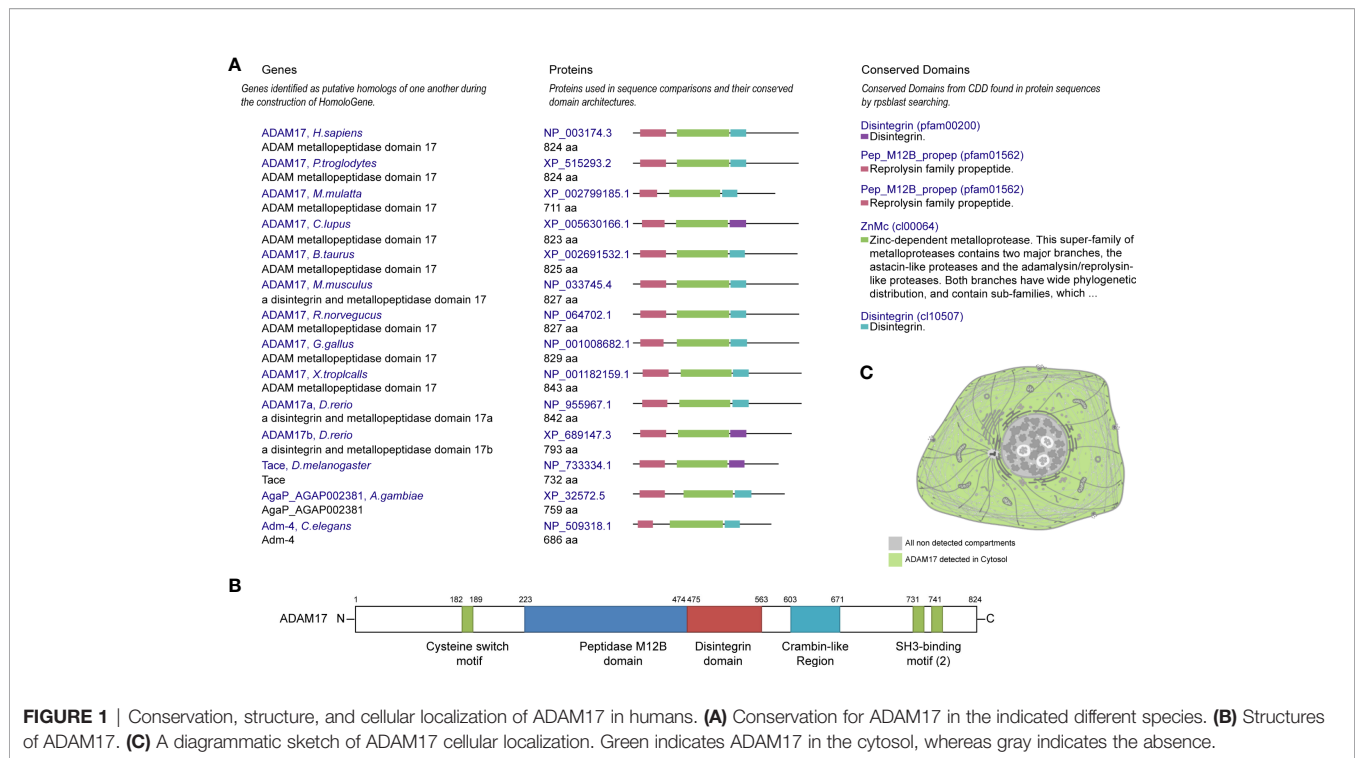 A
Genes
Genes identified as putative homologs of one another during
the construction of HomoloGene.
ADAM17, H.sapiens
ADAM metallopeptidase domain 17
ADAM17, P.troglodytes
ADAM metallopeptidase domain 17
ADAM17, M.mulatta
ADAM metallopeptidase domain 17
ADAM17, C.lupus
ADAM metallopeptidase domain 17
ADAM17, B.taurus
ADAM metallopeptidase domain 17
ADAM17, M.musculus
a disintegrin and metallopeptidase domain 17
ADAM17, R.norvegucus
ADAM metallopeptidase domain 17
ADAM17, G.gallus
ADAM metallopeptidase domain 17
ADAM17, X.troplcalls
ADAM metallopeptidase domain 17
ADAM17a, D.rerio
a disintegrin and metallopeptidase domain 17a
ADAM17b, D.rerio
a disintegrin and metallopeptidase domain 17b
Tace, D.melanogaster
Tace
AgaP_AGAP002381, A.gambiae
AgaP_AGAP002381
Adm-4, C.elegans
Adm-4
Proteins
Proteins used in sequence comparisons and their conserved
domain architectures.
NP_003174.3
824 aa
XP_515293.2
824 aa
XP_002799185.1
711 aa
XP_005630166.1
823 aa
XP_002691532.1
825 aa
NP_033745.4
827 aa
NP_064702.1
827 aa
NP_001008682.1
829 aa
NP_001182159.1
843 aa
NP_955967.1
842 aa
XP_689147.3
793 aa
NP_733334.1
732 aa
XP_32572.5
759 aa
NP_509318.1
686 aa
Conserved Domains
Conserved Domains from CDD found in protein sequences
by rpsblast searching.
Disintegrin (pfam00200)
Disintegrin.
Pep_M12B_propep (pfam01562)
Reprolysin family propeptide.
Pep_M12B_propep (pfam01562)
Reprolysin family propeptide.
ZnMc (cl00064)
Zinc-dependent metalloprotease. This super-family of
metalloproteases contains two major branches, the
astacin-like proteases and the adamalysin/reprolysin-
like proteases. Both branches have wide phylogenetic
distribution, and contain sub-families, which ...
Disintegrin (cl10507)
Disintegrin.
C
All non detected compartments
ADAM17 detected in Cytosol
B
1 182 189 223 474 475 563 603 671 731 741 824
ADAM17 N C
Cysteine switch
motif
Peptidase M12B
domain
Disintegrin
domain
Crambin-like
Region
SH3-binding
motif (2)
FIGURE 1 | Conservation, structure, and cellular localization of ADAM17 in humans. (A) Conservation for ADAM17 in the indicated different species. (B) Structures
of ADAM17. (C) A diagrammatic sketch of ADAM17 cellular localization. Green indicates ADAM17 in the cytosol, whereas gray indicates the absence.